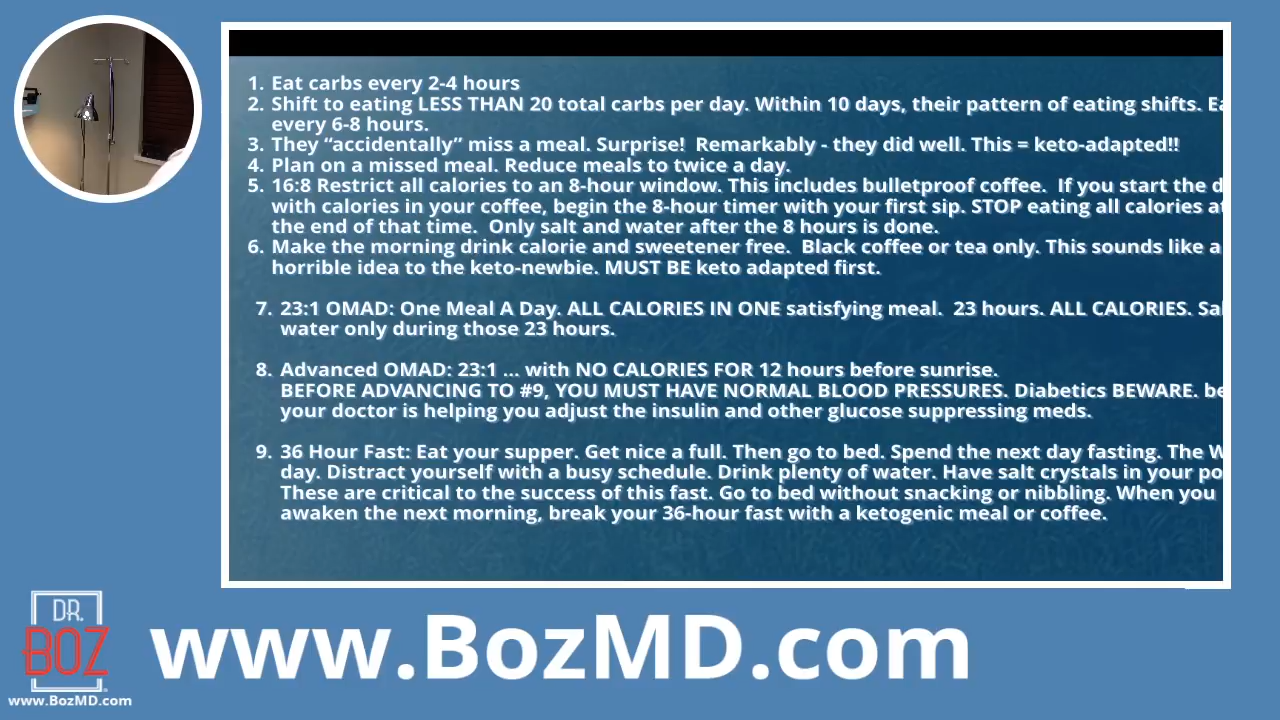 1. Eat carbs every 2-4 hours
2. Shift to eating LESS THAN 20 total carbs per day. Within 10 days, their pattern of eating shifts.
every 6-8 hours.
3. They “accidentally” miss a meal. Surprise!  Remarkably - they did well. This = keto-adapted!!
4. Plan on a missed meal. Reduce meals to twice a day.
5. 16:8 Restrict all calories to an 8-hour window. This includes bulletproof coffee.  If you start the
with calories in your coffee, begin the 8-hour timer with your first sip. STOP eating all calories at
the end of that time.  Only salt and water after the 8 hours is done.
6. Make the morning drink calorie and sweetener free.  Black coffee or tea only. This sounds like a
horrible idea to the keto-newbie. MUST BE keto adapted first.
7. 23:1 OMAD: One Meal A Day. ALL CALORIES IN ONE satisfying meal.  23 hours. ALL CALORIES.
water only during those 23 hours.
8. Advanced OMAD: 23:1 ... with NO CALORIES FOR 12 hours before sunrise.
BEFORE ADVANCING TO #9, YOU MUST HAVE NORMAL BLOOD PRESSURES. Diabetics BEWARE.
your doctor is helping you adjust the insulin and other glucose suppressing meds.
9. 36 Hour Fast: Eat your supper. Get nice a full. Then go to bed. Spend the next day fasting. The
day. Distract yourself with a busy schedule. Drink plenty of water. Have salt crystals in your
These are critical to the success of this fast. Go to bed without snacking or nibbling. When you
awaken the next morning, break your 36-hour fast with a ketogenic meal or coffee.
DR.
BOZ
www.BozMD.com
www.BozMD.com